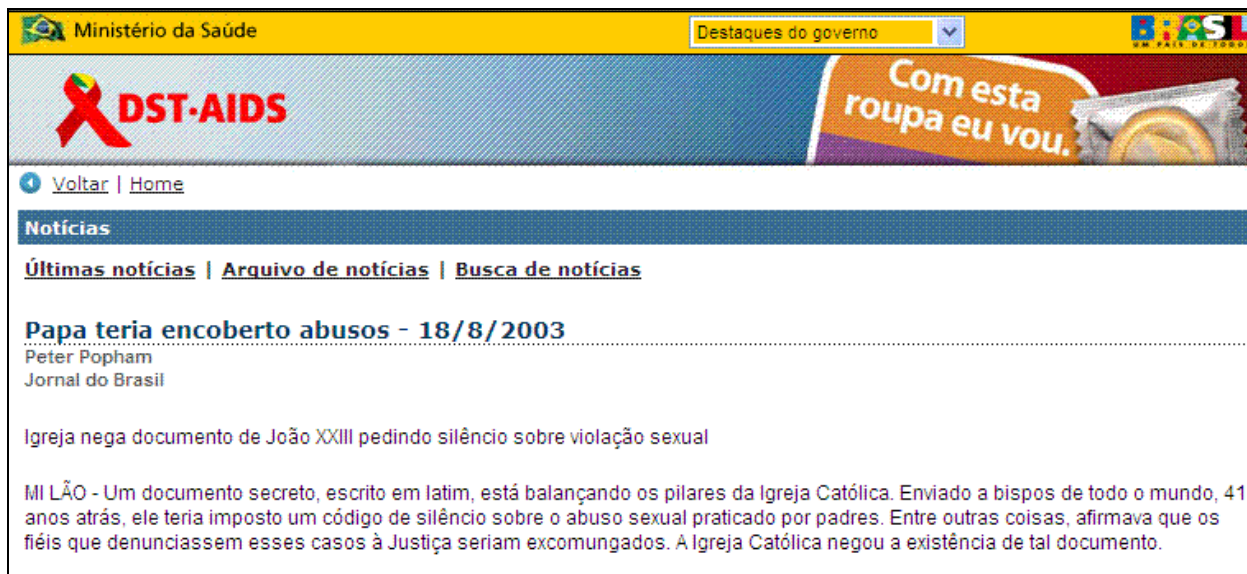 Ministério da Saúde
Destaques do governo
BRASIL
UM PAÍS DE TODO
DST·AIDS
Com esta
roupa eu vou.
Voltar | Home
Notícias
Últimas notícias | Arquivo de notícias | Busca de notícias
Papa teria encoberto abusos - 18/8/2003
Peter Popham
Jornal do Brasil
Igreja nega documento de João XXIII pedindo silêncio sobre violação sexual
MI LÃO - Um documento secreto, escrito em latim, está balançando os pilares da Igreja Católica. Enviado a bispos de todo o mundo, 41
anos atrás, ele teria imposto um código de silêncio sobre o abuso sexual praticado por padres. Entre outras coisas, afirmava que os
fiéis que denunciassem esses casos à Justiça seriam excomungados. A Igreja Católica negou a existência de tal documento.